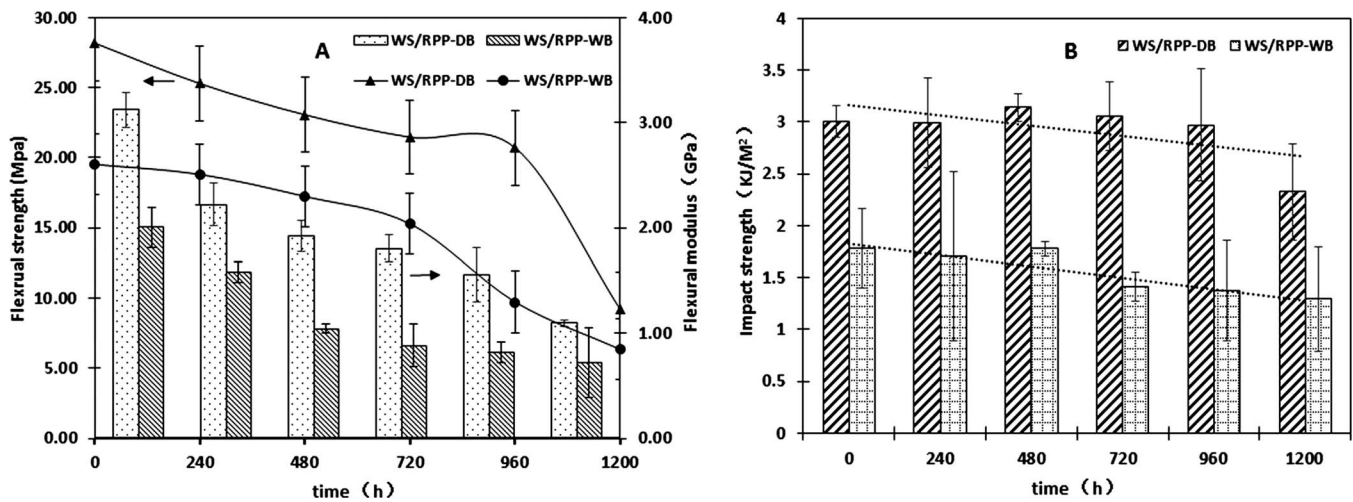 30.00
25.00
20.00
15.00
10.00
5.00
0.00
Flexrual strength (Mpa)
A
WS/RPP-DB WS/RPP-WB
WS/RPP-DB WS/RPP-WB
4.00
3.00
2.00
1.00
0.00
Flexural modulus（GPa）
0 240 480 720 960 1200
time（h）
4
3.5
3
2.5
2
1.5
1
0.5
0
Impact strength（KJ/M²）
B
WS/RPP-DB WS/RPP-WB
0 240 480 720 960 1200
time（h）